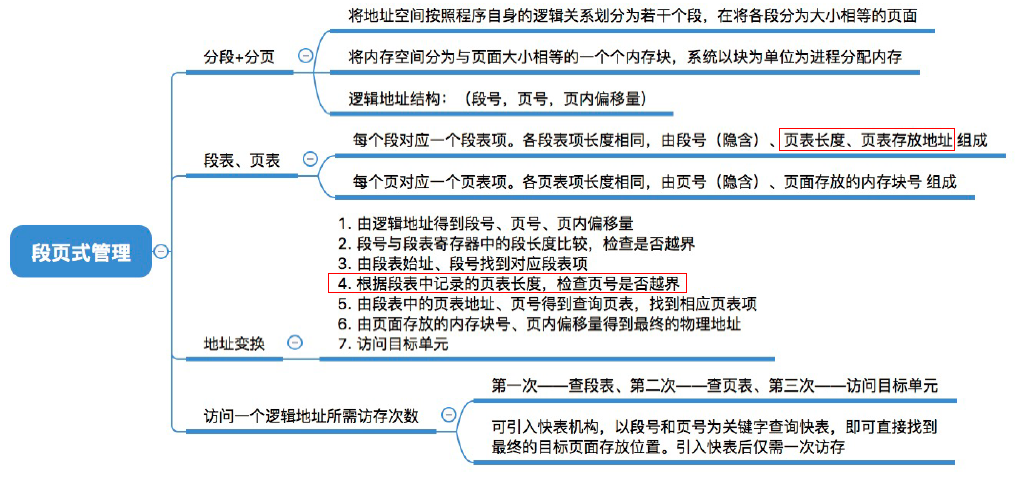 段页式管理
分段+分页
将地址空间按照程序自身的逻辑关系划分为若干个段，在将各段分为大小相等的页面
将内存空间分为与页面大小相等的一个个内存块，系统以块为单位为进程分配内存
逻辑地址结构：（段号，页号，页内偏移量）
段表、页表
每个段对应一个段表项。各段表项长度相同，由段号（隐含）、页表长度、页表存放地址 组成
每个页对应一个页表项。各页表项长度相同，由页号（隐含）、页面存放的内存块号 组成
地址变换
1. 由逻辑地址得到段号、页号、页内偏移量
2. 段号与段表寄存器中的段长度比较，检查是否越界
3. 由段表始址、段号找到对应段表项
4. 根据段表中记录的页表长度，检查页号是否越界
5. 由段表中的页表地址、页号得到查询页表，找到相应页表项
6. 由页面存放的内存块号、页内偏移量得到最终的物理地址
7. 访问目标单元
访问一个逻辑地址所需访存次数
第一次——查段表、第二次——查页表、第三次——访问目标单元
可引入快表机构，以段号和页号为关键字查询快表，即可直接找到
最终的目标页面存放位置。引入快表后仅需一次访存